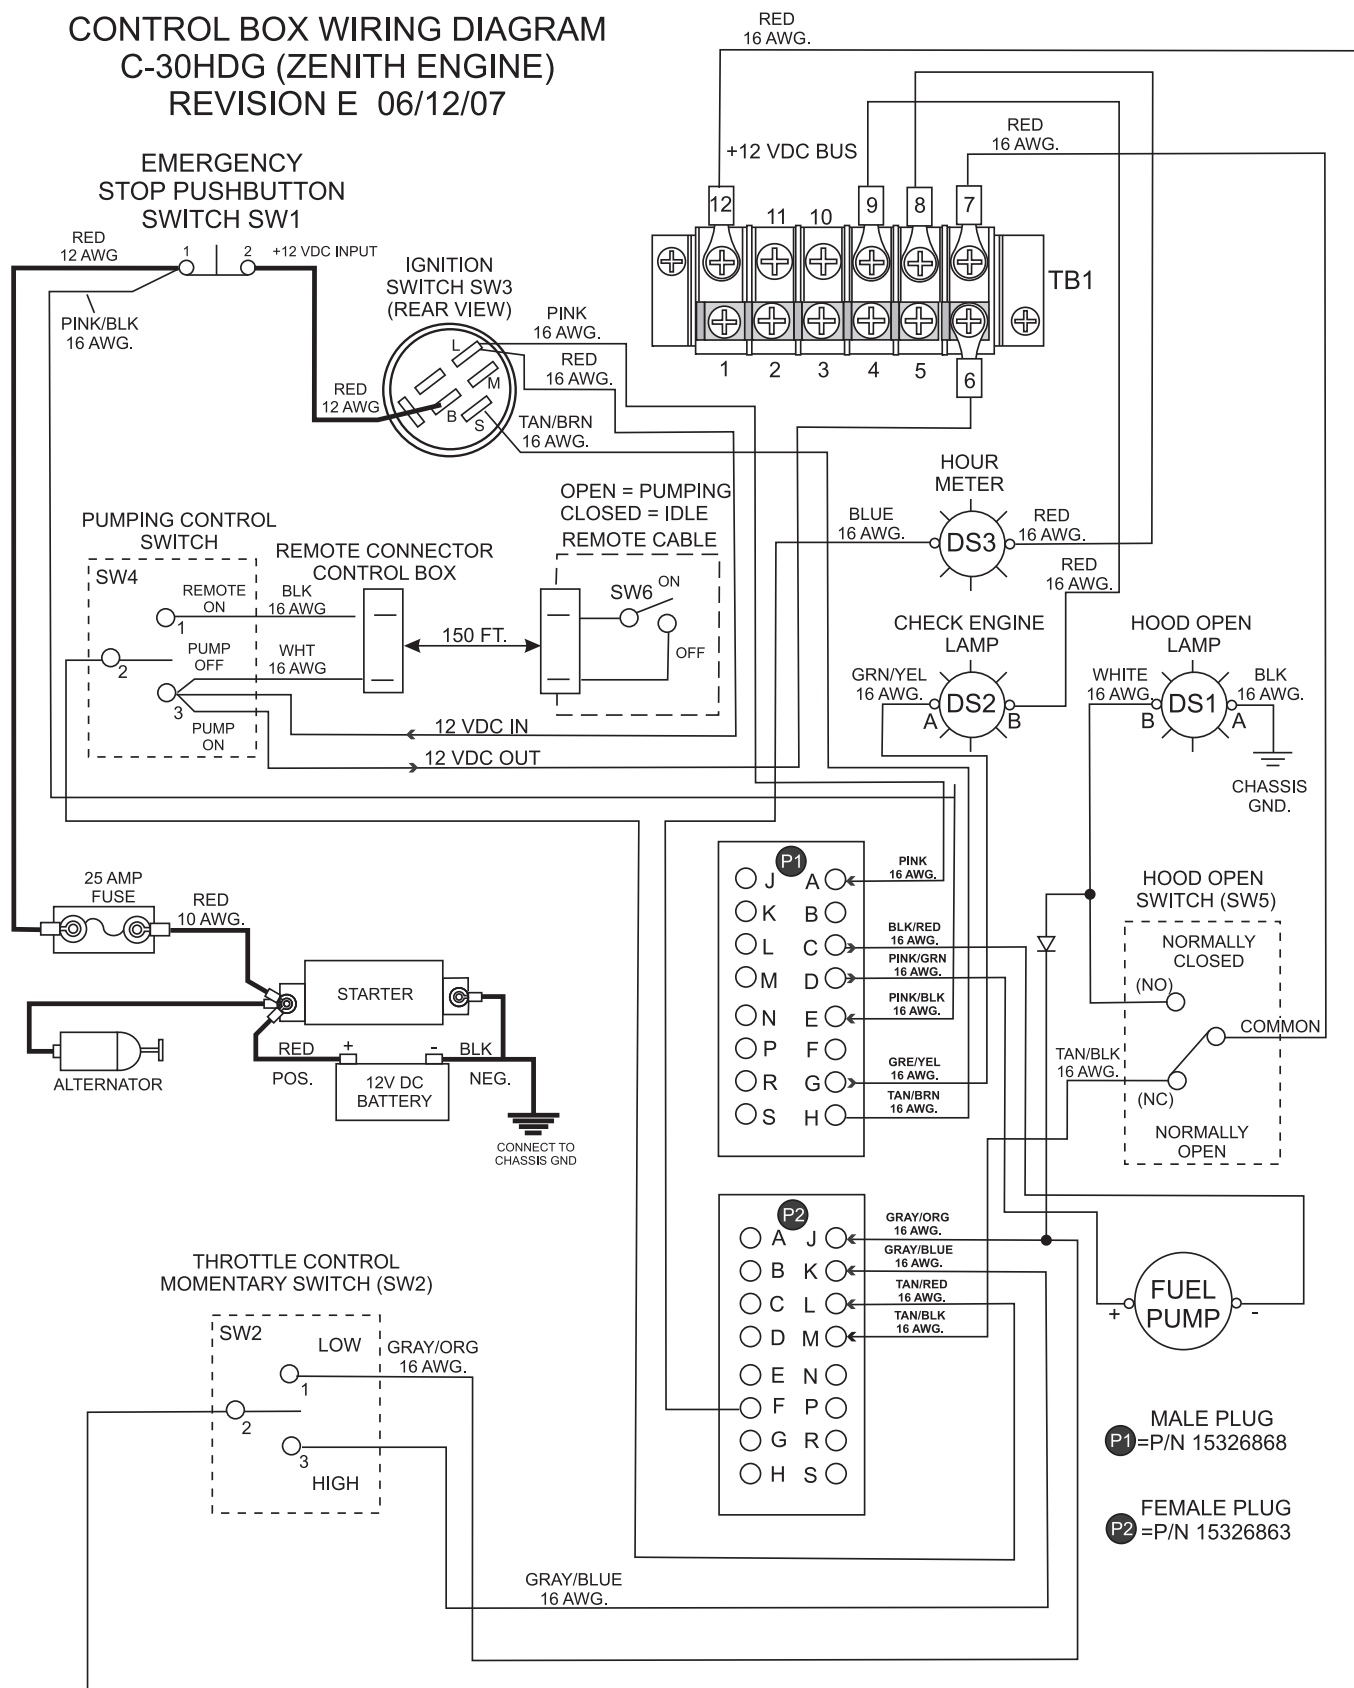 CONTROL BOX WIRING DIAGRAM
C-30HDG (ZENITH ENGINE)
REVISION E 06/12/07
RED
16 AWG.
RED
16 AWG.
+12 VDC BUS
12
11
10
9
8
7
TB1
1
2
3
4
5
6
EMERGENCY
STOP PUSHBUTTON
SWITCH SW1
RED
12 AWG
1
2
+12 VDC INPUT
PINK/BLK
16 AWG.
IGNITION
SWITCH SW3
(REAR VIEW)
L
M
B
S
RED
12 AWG
PINK
16 AWG.
RED
16 AWG.
TAN/BRN
16 AWG.
HOUR
METER
BLUE
16 AWG.
DS3
RED
16 AWG.
RED
16 AWG.
OPEN = PUMPING
CLOSED = IDLE
REMOTE CABLE
SW6
ON
OFF
PUMPING CONTROL
SWITCH
SW4
REMOTE
ON
1
PUMP
OFF
2
3
PUMP
ON
REMOTE CONNECTOR
CONTROL BOX
BLK
16 AWG
WHT
16 AWG
150 FT.
12 VDC IN
12 VDC OUT
CHECK ENGINE
LAMP
GRN/YEL
16 AWG.
A
DS2
B
HOOD OPEN
LAMP
WHITE
16 AWG.
B
DS1
A
BLK
16 AWG.
CHASSIS
GND.
25 AMP
FUSE
RED
10 AWG.
STARTER
ALTERNATOR
RED
POS.
+
-
12V DC
BATTERY
BLK
NEG.
CONNECT TO
CHASSIS GND
P1
J A
K B
L C
M D
N E
P F
R G
S H
PINK
16 AWG.
BLK/RED
16 AWG.
PINK/GRN
16 AWG.
PINK/BLK
16 AWG.
GRE/YEL
16 AWG.
TAN/BRN
16 AWG.
HOOD OPEN
SWITCH (SW5)
NORMALLY
CLOSED
(NO)
COMMON
TAN/BLK
16 AWG.
(NC)
NORMALLY
OPEN
P2
A J
B K
C L
D M
E N
F P
G R
H S
GRAY/ORG
16 AWG.
GRAY/BLUE
16 AWG.
TAN/RED
16 AWG.
TAN/BLK
16 AWG.
FUEL
PUMP
+
-
THROTTLE CONTROL
MOMENTARY SWITCH (SW2)
SW2
LOW
1
2
3
HIGH
GRAY/ORG
16 AWG.
GRAY/BLUE
16 AWG.
MALE PLUG
P1 =P/N 15326868
FEMALE PLUG
P2 =P/N 15326863